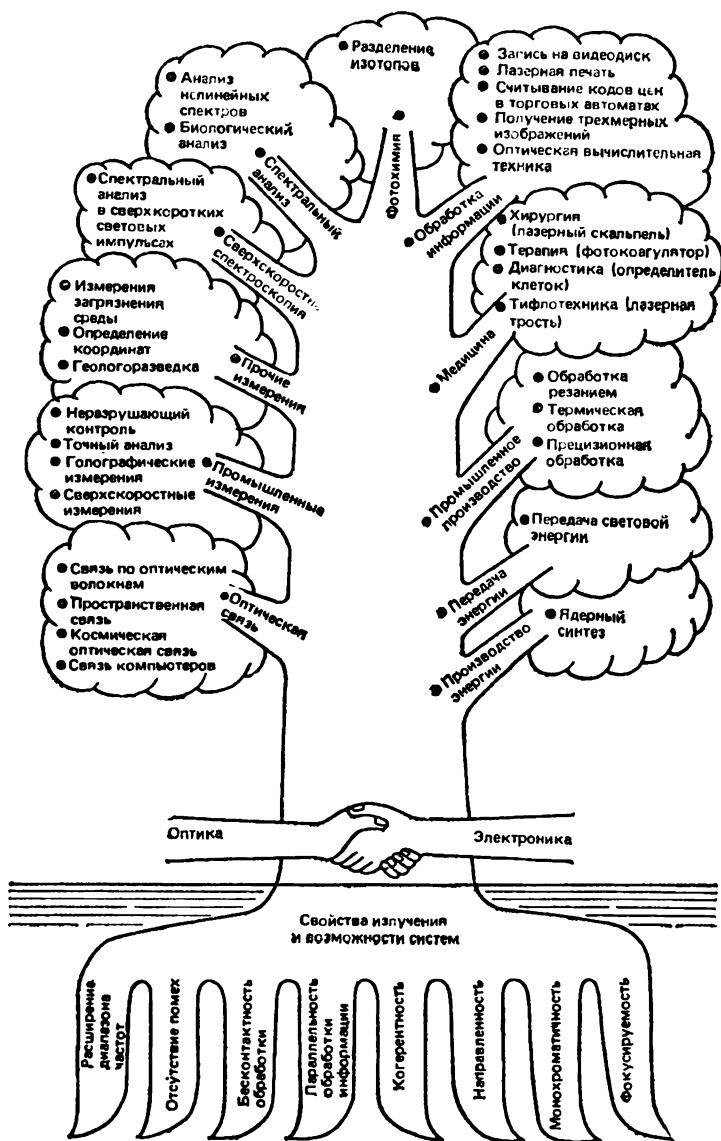 Разделение
изотопов
Фотохимия
Анализ
нелинейных
спектров
Биологический
анализ
Спектральный
анализ
Запись на видеодиск
Лазерная печать
Считывание кодов цен
в торговых автоматах
Получение трехмерных
изображений
Оптическая вычислительная
техника
Обработка
информации
Спектральный
анализ
в сверхкоротких
световых
импульсах
Сверхскоростная
спектроскопия
Хирургия
(лазерный скальпель)
Терапия (фотокоагулятор)
Диагностика (определитель
клеток)
Тифлотехника (лазерная
трость)
Медицина
Измерения
загрязнения
среды
Определение
координат
Геологоразведка
Прочие
измерения
Обработка
резанием
Термическая
обработка
Прецизионная
обработка
Промышленное
производство
Неразрушающий
контроль
Точный анализ
Голографические
измерения
Сверхскоростные
измерения
Промышленные
измерения
Передача световой
энергии
Передача
энергии
Связь по оптическим
волокнам
Пространственная
связь
Космическая
оптическая связь
Связь компьютеров
Оптическая
связь
Ядерный
синтез
Производство
энергии
Оптика
Электроника
Свойства излучения
и возможности систем
Расширение
диапазона
частот
Отсутствие помех
Бесконтактность
обработки
Параллельность
обработки
информации
Когерентность
Направленность
Монохроматичность
Фокусируемость